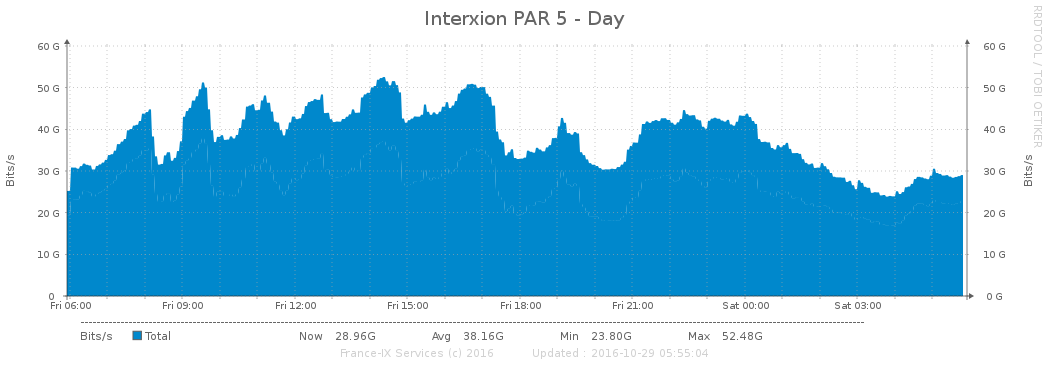 Interxion PAR 5 - Day
RRDTOOL / TOBI OETIKER
60 G 60 G
50 G 50 G
40 G 40 G
30 G 30 G
20 G 20 G
10 G 10 G
0 0 G
Bits/s Bits/s
Fri 06:00 Fri 09:00 Fri 12:00 Fri 15:00 Fri 18:00 Fri 21:00 Sat 00:00 Sat 03:00
Bits/s Total Now 28.96G Avg 38.16G Min 23.80G Max 52.48G
France-IX Services (c) 2016 Updated : 2016-10-29 05:55:04